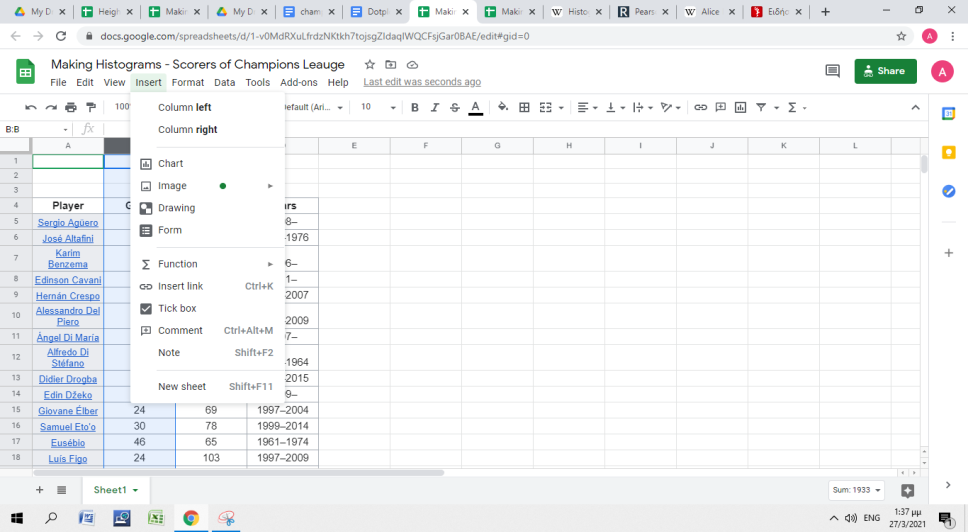 My D
Heigh
Makin
My D
cham
Dotpl
Makin
Makin
Histo
Pears
Alice
Ειδήσ
docs.google.com/spreadsheets/d/1-v0MdRXuLfrdzNKtkh7tojsgZIdaqIWQCFsjGar0BAE/edit#gid=0
Making Histograms - Scorers of Champions Leauge
File Edit View Insert Format Data Tools Add-ons Help Last edit was seconds ago
Share
A
A
100% Default (Ari... 10 B I S A
B:B fx
Column left
Column right
Chart
Image
Drawing
Form
Function
Insert link Ctrl+K
Tick box
Comment Ctrl+Alt+M
Note Shift+F2
New sheet Shift+F11
A E F G H I J K L
1
2
3
4 Player G ars
5 Sergio Agüero 8–
6 José Altafini -1976
7 Karim
Benzema 6–
8 Edinson Cavani 1–
9 Hernán Crespo -2007
10 Alessandro Del
Piero -2009
11 Ángel Di María 7–
12 Alfredo Di
Stéfano -1964
13 Didier Drogba -2015
14 Edin Džeko 9–
15 Giovane Élber 24 69 1997–2004
16 Samuel Eto'o 30 78 1999–2014
17 Eusébio 46 65 1961–1974
18 Luís Figo 24 103 1997–2009
Sheet1
Sum: 1933
ENG
1:37 μμ
27/3/2021
1